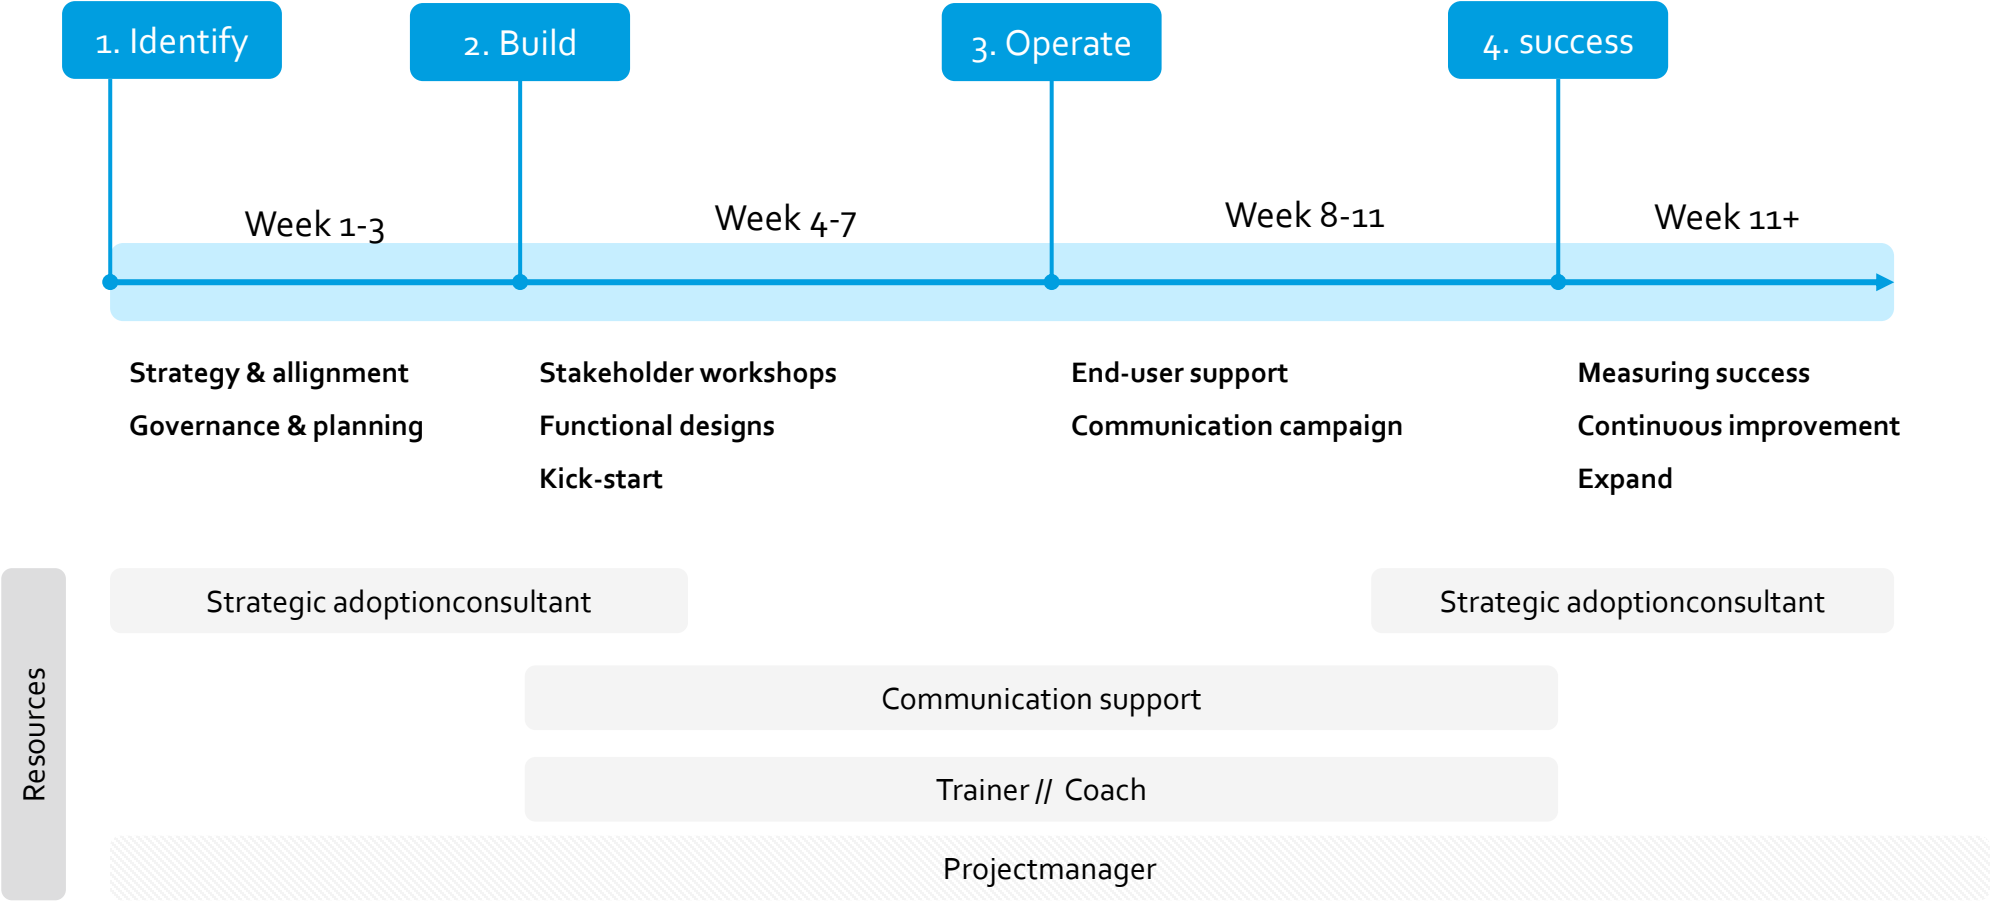 1. Identify
2. Build
3. Operate
4. success
Week 1-3
Week 4-7
Week 8-11
Week 11+
Strategy & allignment
Governance & planning
Stakeholder workshops
Functional designs
Kick-start
End-user support
Communication campaign
Measuring success
Continuous improvement
Expand
Resources
Strategic adoptionconsultant
Strategic adoptionconsultant
Communication support
Trainer // Coach
Projectmanager